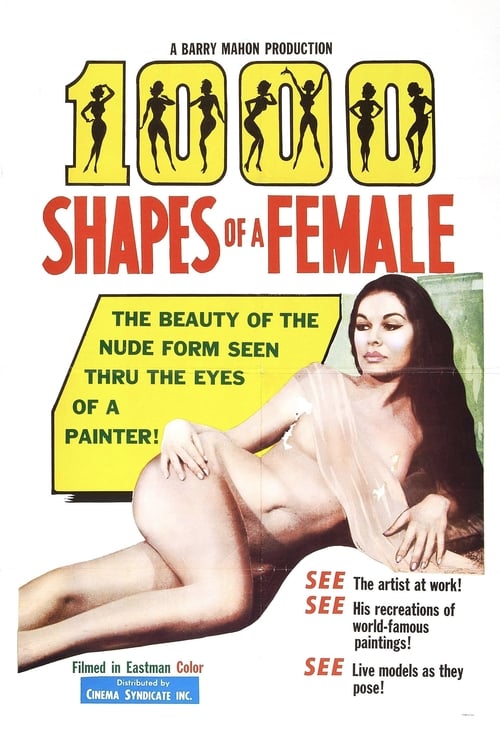 A BARRY MAHON PRODUCTION
1000
SHAPES OF A FEMALE
THE BEAUTY OF THE
NUDE FORM SEEN
THRU THE EYES
OF A
PAINTER!
SEE The artist at work!
SEE His recreations of
world-famous
paintings!
SEE Live models as they
pose!
Filmed in Eastman Color
Distributed by
CINEMA SYNDICATE INC.